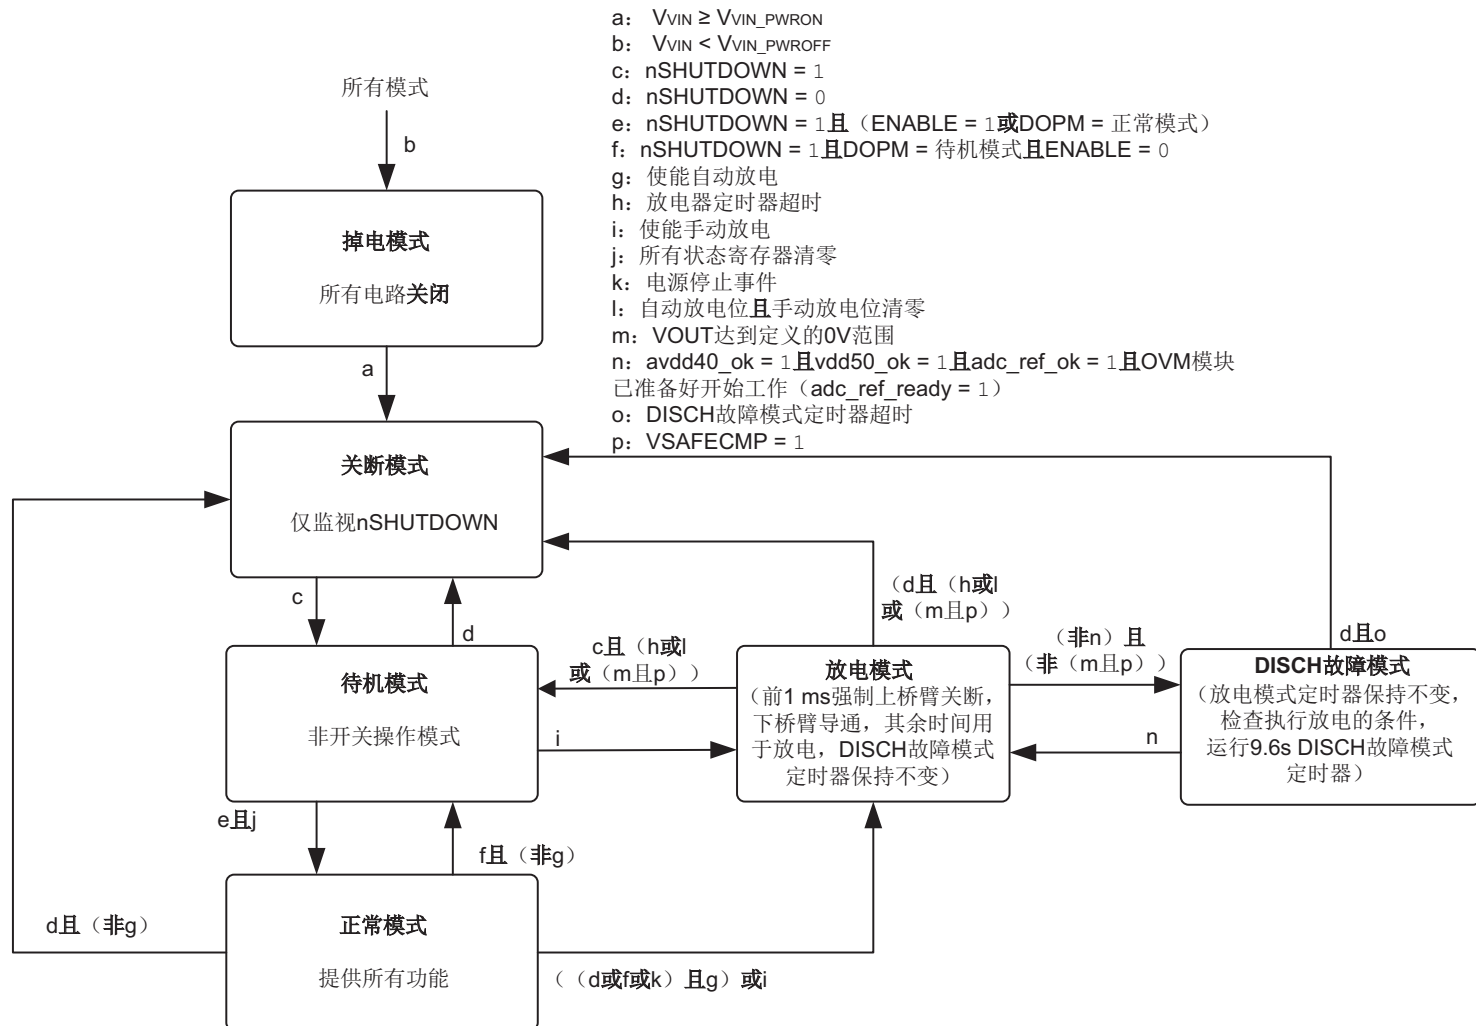 a：VVIN ≥ VVIN_PWRON
b：VVIN < VVIN_PWROFF
c：nSHUTDOWN = 1
d：nSHUTDOWN = 0
e：nSHUTDOWN = 1且（ENABLE = 1或DOPM = 正常模式）
f：nSHUTDOWN = 1且DOPM = 待机模式且ENABLE = 0
g：使能自动放电
h：放电器定时器超时
i：使能手动放电
j：所有状态寄存器清零
k：电源停止事件
l：自动放电位且手动放电位清零
m：VOUT达到定义的0V范围
n：avdd40_ok = 1且vdd50_ok = 1且adc_ref_ok = 1且OVM模块
已准备好开始工作（adc_ref_ready = 1）
o：DISCH故障模式定时器超时
p：VSAFECMP = 1
所有模式
b
掉电模式
所有电路关闭
a
关断模式
仅监视nSHUTDOWN
c
d
待机模式
非开关操作模式
c且（h或l
或（m且p））
i
（d且（h或l
或（m且p））
放电模式
（前1 ms强制上桥臂关断，
下桥臂导通，其余时间用
于放电，DISCH故障模式
定时器保持不变）
（非n）且
（非（m且p））
n
d且o
DISCH故障模式
（放电模式定时器保持不变，
检查执行放电的条件，
运行9.6s DISCH故障模式
定时器）
e且j
f且（非g）
d且（非g）
正常模式
提供所有功能
（（d或f或k）且g）或i